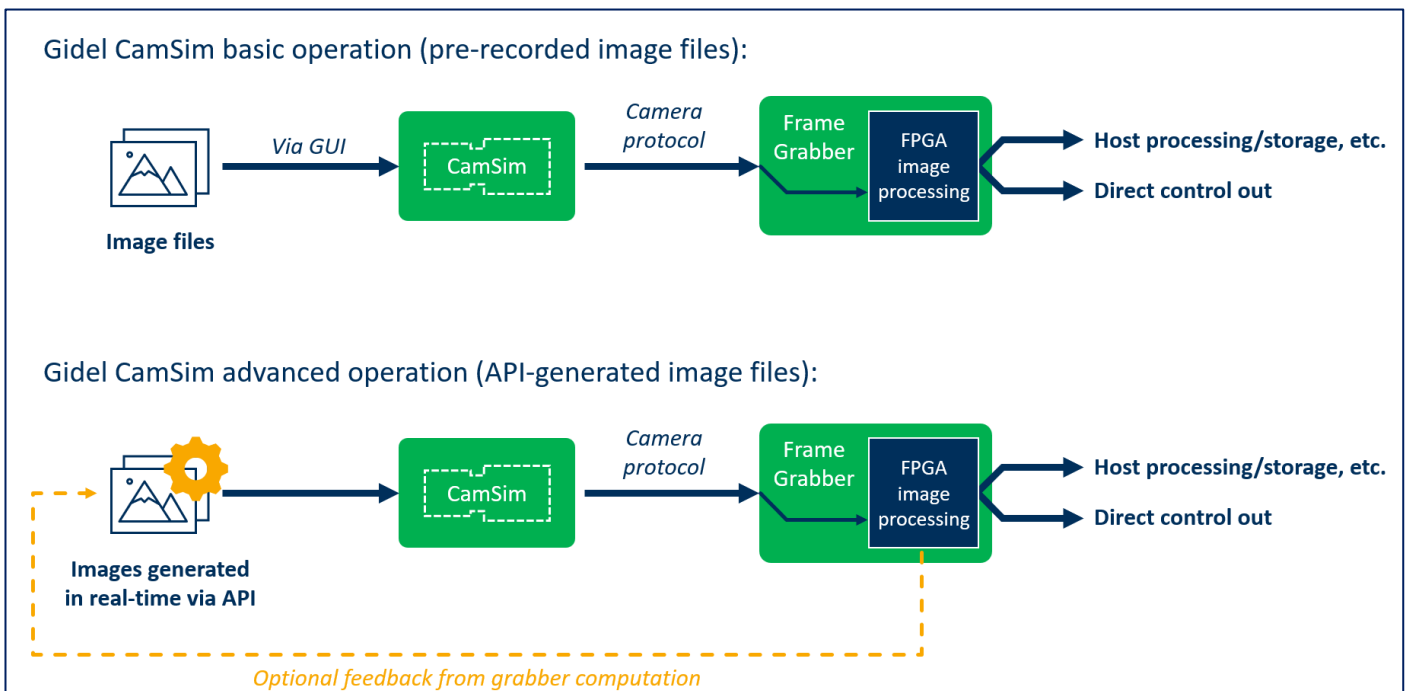 Gidel CamSim basic operation (pre-recorded image files):
Via GUI
Camera
protocol
CamSim
Frame
Grabber
FPGA
image
processing
Host processing/storage, etc.
Direct control out
Image files
Gidel CamSim advanced operation (API-generated image files):
Camera
protocol
CamSim
Frame
Grabber
FPGA
image
processing
Host processing/storage, etc.
Direct control out
Images generated
in real-time via API
Optional feedback from grabber computation